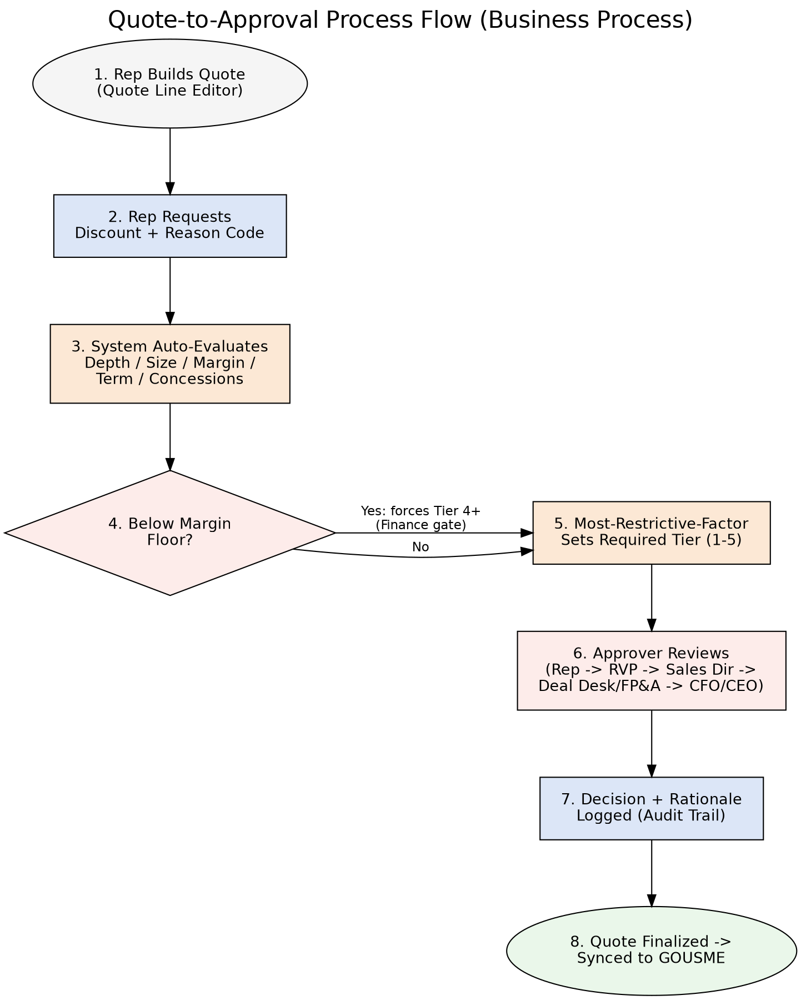 Quote-to-Approval Process Flow (Business Process)
1. Rep Builds Quote
(Quote Line Editor)
2. Rep Requests
Discount + Reason Code
3. System Auto-Evaluates
Depth / Size / Margin /
Term / Concessions
4. Below Margin
Floor?
Yes: forces Tier 4+
(Finance gate)
No
5. Most-Restrictive-Factor
Sets Required Tier (1-5)
6. Approver Reviews
(Rep -> RVP -> Sales Dir ->
Deal Desk/FP&A -> CFO/CEO)
7. Decision + Rationale
Logged (Audit Trail)
8. Quote Finalized ->
Synced to GOUSME